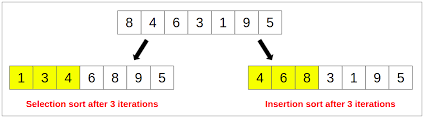 8 4 6 3 1 9 5
1 3 4 6 8 9 5
4 6 8 3 1 9 5
Selection sort after 3 iterations
Insertion sort after 3 iterations